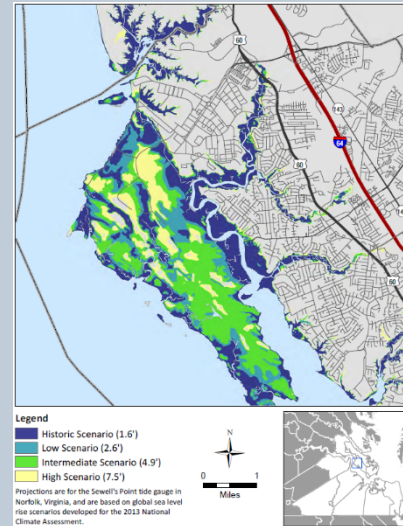 60
143
64
60
60
Legend
Historic Scenario (1.6')
Low Scenario (2.6')
Intermediate Scenario (4.9')
High Scenario (7.5')
Projections are for the Sewell's Point tide gauge in
Norfolk, Virginia, and are based on global sea level
rise scenarios developed for the 2013 National
Climate Assessment.
N
0 1
Miles